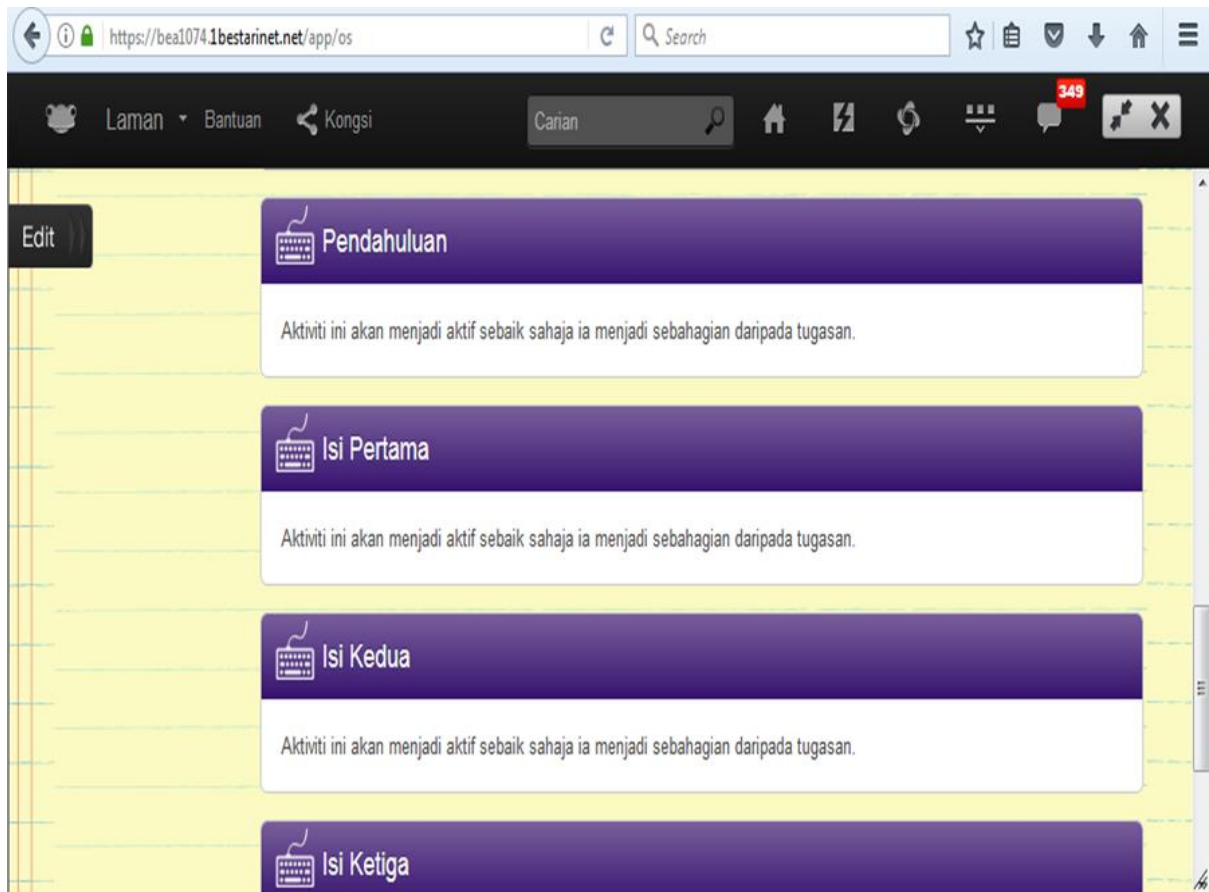 https://bea1074.1bestarinet.net/app/os
Search
Laman Bantuan Kongsi Carian 349
Edit
Pendahuluan
Aktiviti ini akan menjadi aktif sebaik sahaja ia menjadi sebahagian daripada tugasan.
Isi Pertama
Aktiviti ini akan menjadi aktif sebaik sahaja ia menjadi sebahagian daripada tugasan.
Isi Kedua
Aktiviti ini akan menjadi aktif sebaik sahaja ia menjadi sebahagian daripada tugasan.
Isi Ketiga